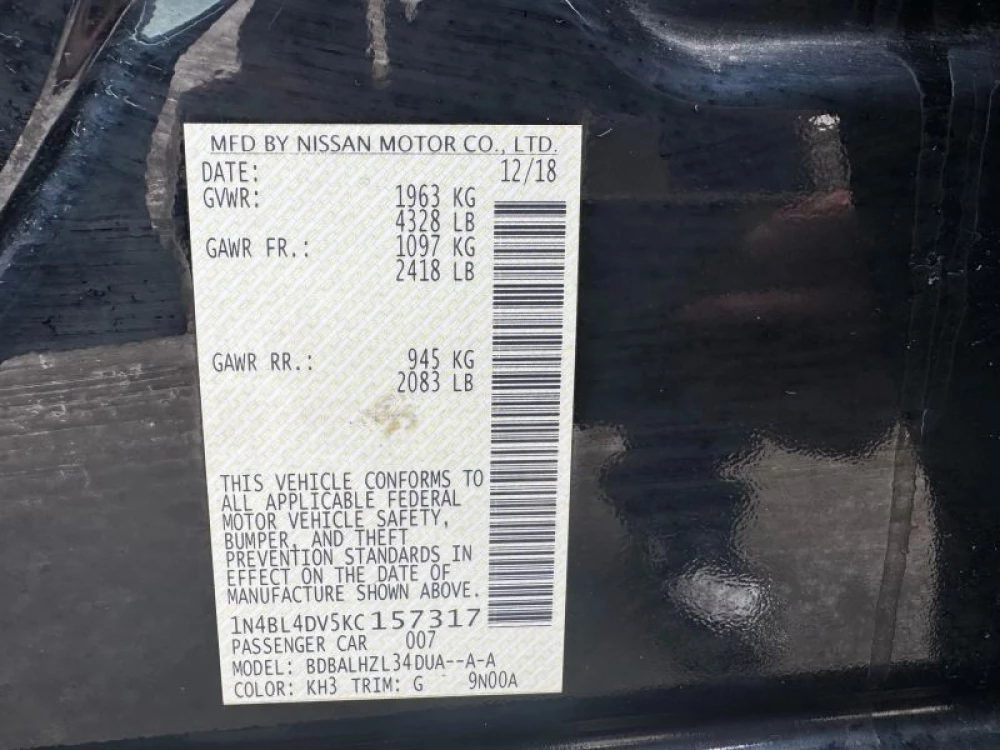 MFD BY NISSAN MOTOR CO., LTD.
DATE: 12/18
GVWR: 1963 KG
4328 LB
GAWR FR.: 1097 KG
2418 LB
GAWR RR.: 945 KG
2083 LB
THIS VEHICLE CONFORMS TO
ALL APPLICABLE FEDERAL
MOTOR VEHICLE SAFETY,
BUMPER, AND THEFT
PREVENTION STANDARDS IN
EFFECT ON THE DATE OF
MANUFACTURE SHOWN ABOVE.
1N4BL4DV5KC157317
PASSENGER CAR 007
MODEL: BDBALHZL34DUA--A-A
COLOR: KH3 TRIM: G 9N00A